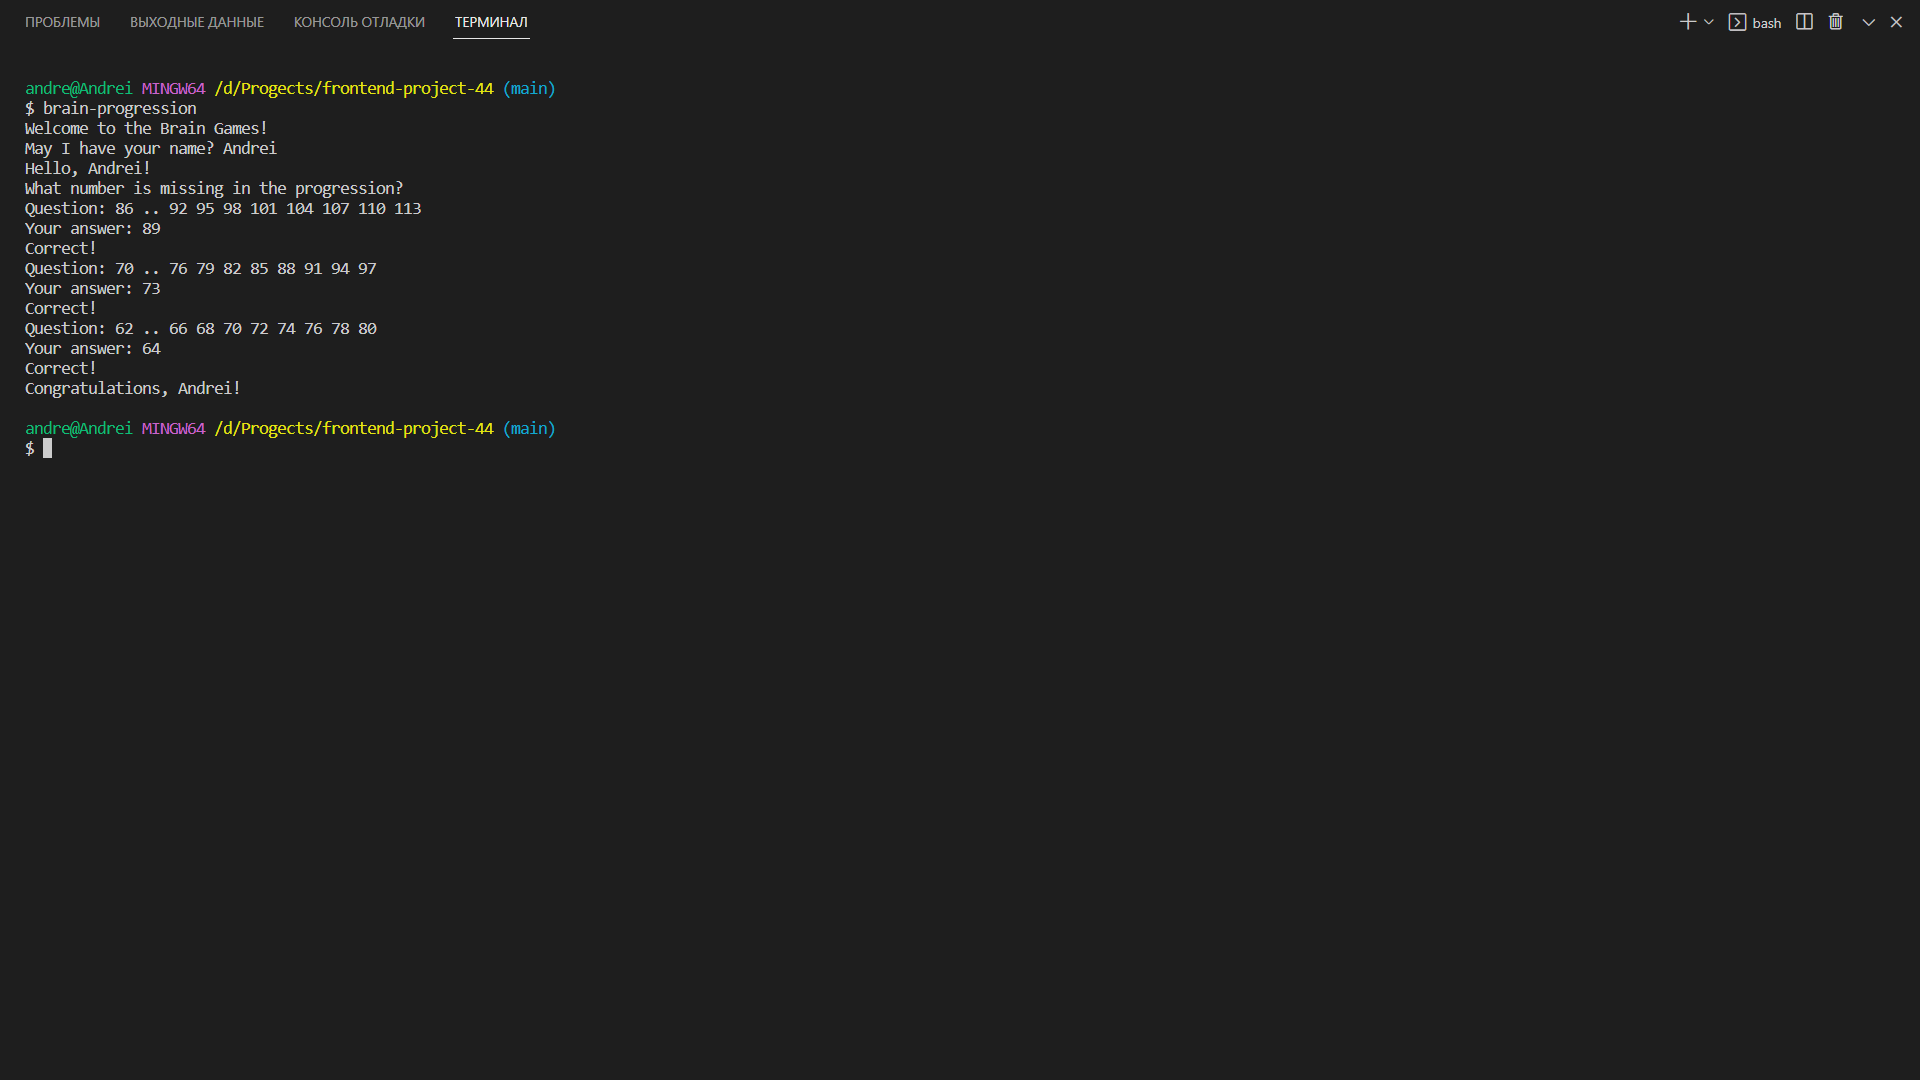 ПРОБЛЕМЫ ВЫХОДНЫЕ ДАННЫЕ КОНСОЛЬ ОТЛАДКИ ТЕРМИНАЛ bash
andre@Andrei MINGW64 /d/Progects/frontend-project-44 (main)
$ brain-progression
Welcome to the Brain Games!
May I have your name? Andrei
Hello, Andrei!
What number is missing in the progression?
Question: 86 .. 92 95 98 101 104 107 110 113
Your answer: 89
Correct!
Question: 70 .. 76 79 82 85 88 91 94 97
Your answer: 73
Correct!
Question: 62 .. 66 68 70 72 74 76 78 80
Your answer: 64
Correct!
Congratulations, Andrei!
andre@Andrei MINGW64 /d/Progects/frontend-project-44 (main)
$